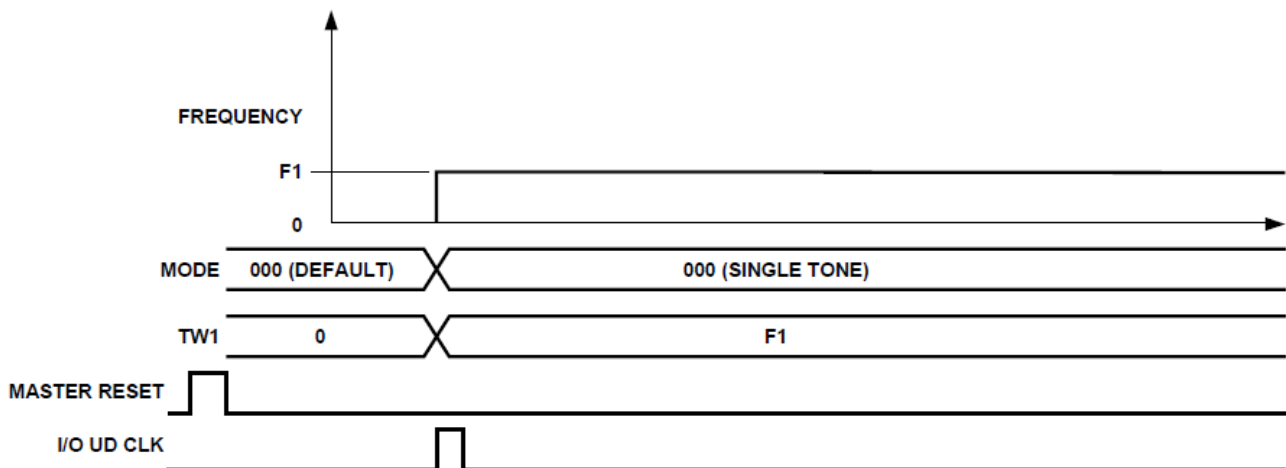 FREQUENCY
F1
0
MODE 000 (DEFAULT) 000 (SINGLE TONE)
TW1 0 F1
MASTER RESET
I/O UD CLK